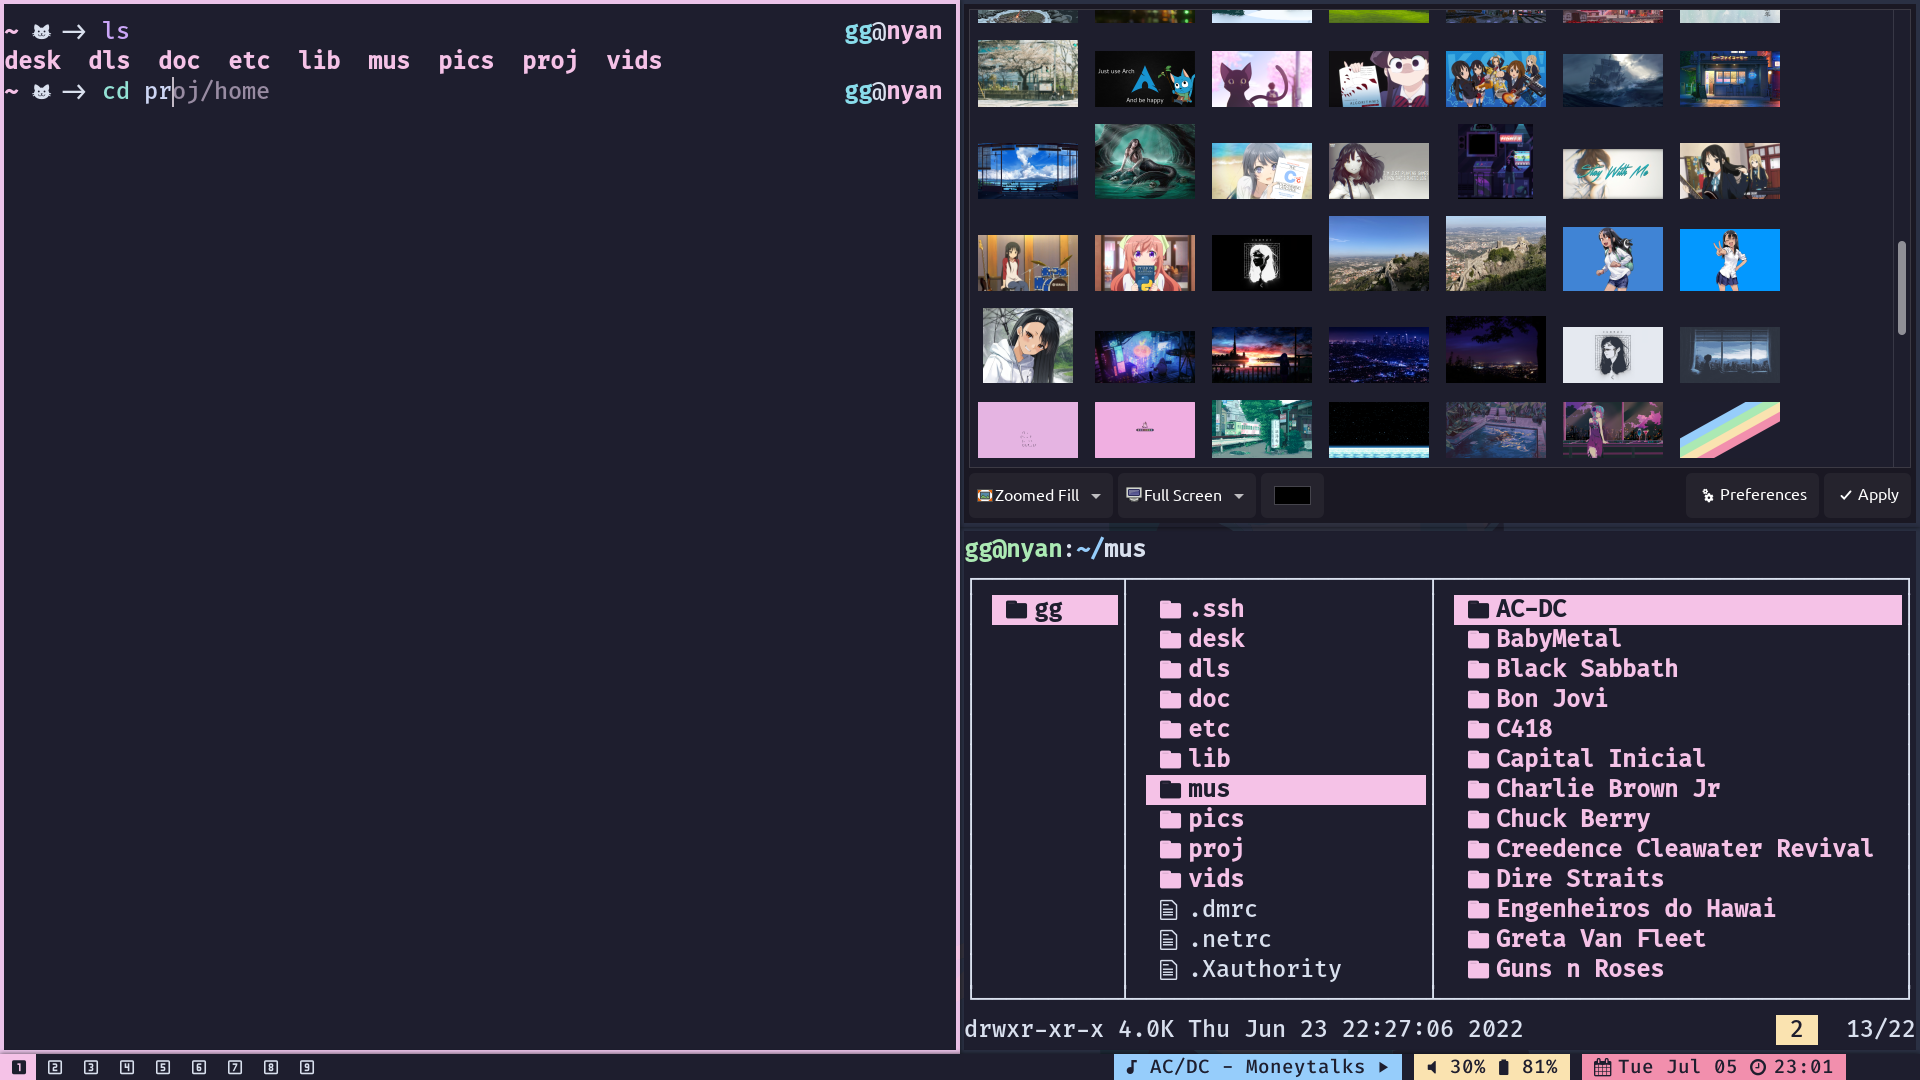 ~ -> ls gg@nyan
desk dls doc etc lib mus pics proj vids
~ -> cd proj/home gg@nyan
Just use Arch
And be happy
Stay With Me
Zoomed Fill
Full Screen
Preferences
Apply
gg@nyan:~/mus
gg
.ssh
desk
dls
doc
etc
lib
mus
pics
proj
vids
.dmrc
.netrc
.Xauthority
AC-DC
BabyMetal
Black Sabbath
Bon Jovi
C418
Capital Inicial
Charlie Brown Jr
Chuck Berry
Creedence Cleawater Revival
Dire Straits
Engenheiros do Hawai
Greta Van Fleet
Guns n Roses
drwxr-xr-x 4.0K Thu Jun 23 22:27:06 2022 2 13/22
1 2 3 4 5 6 7 8 9 AC/DC - Moneytalks 30% 81% Tue Jul 05 23:01